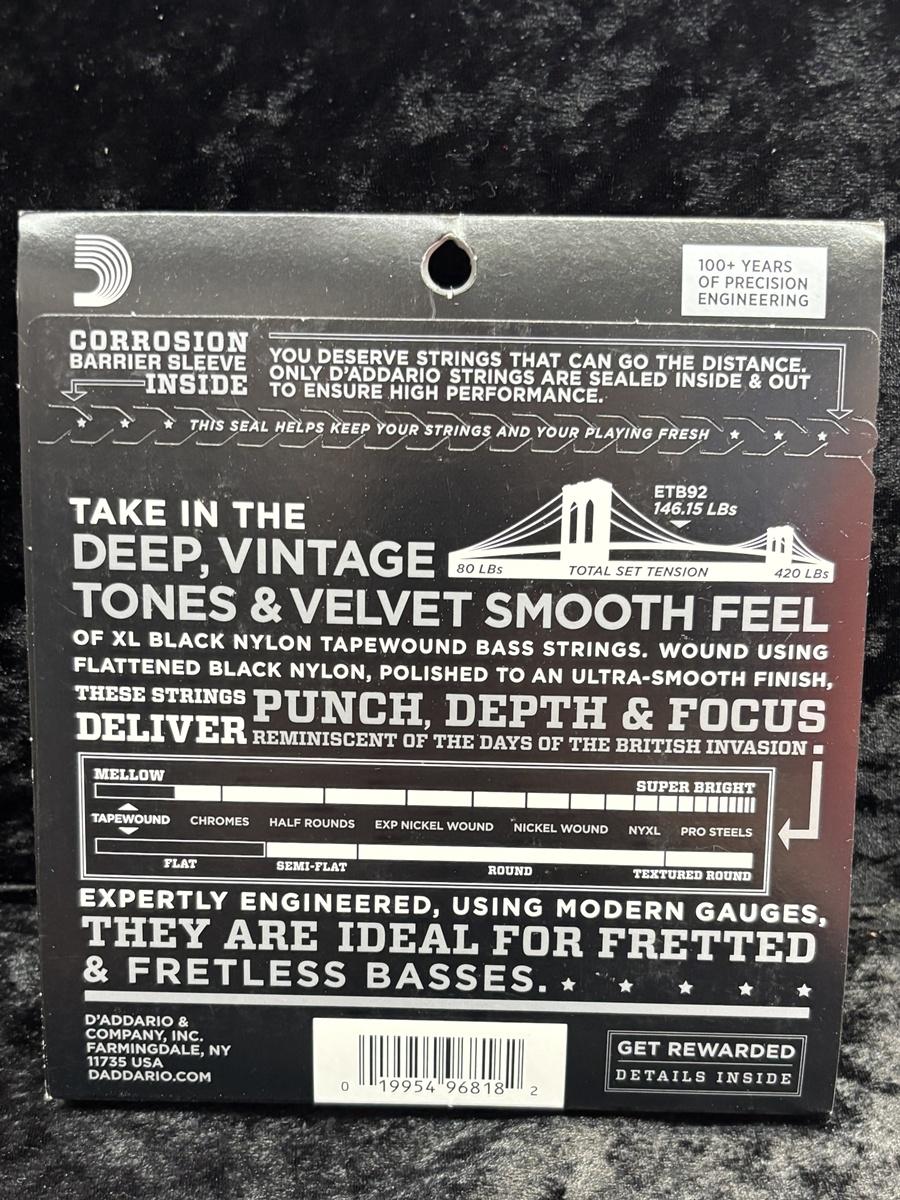 100+ YEARS
OF PRECISION
ENGINEERING
CORROSION
BARRIER SLEEVE
INSIDE
YOU DESERVE STRINGS THAT CAN GO THE DISTANCE.
ONLY D'ADDARIO STRINGS ARE SEALED INSIDE & OUT
TO ENSURE HIGH PERFORMANCE.
THIS SEAL HELPS KEEP YOUR STRINGS AND YOUR PLAYING FRESH
ETB92
146.15 LBs
80 LBs TOTAL SET TENSION 420 LBs
TAKE IN THE
DEEP, VINTAGE
TONES & VELVET SMOOTH FEEL
OF XL BLACK NYLON TAPEWOUND BASS STRINGS. WOUND USING
FLATTENED BLACK NYLON, POLISHED TO AN ULTRA-SMOOTH FINISH,
THESE STRINGS
DELIVER
PUNCH, DEPTH & FOCUS
REMINISCENT OF THE DAYS OF THE BRITISH INVASION
MELLOW SUPER BRIGHT
TAPEWOUND CHROMES HALF ROUNDS EXP NICKEL WOUND NICKEL WOUND NYXL PRO STEELS
FLAT SEMI-FLAT ROUND TEXTURED ROUND
EXPERTLY ENGINEERED, USING MODERN GAUGES,
THEY ARE IDEAL FOR FRETTED
& FRETLESS BASSES.
D'ADDARIO &
COMPANY, INC.
FARMINGDALE, NY
11735 USA
DADDARIO.COM
0 19954 96818 2
GET REWARDED
DETAILS INSIDE